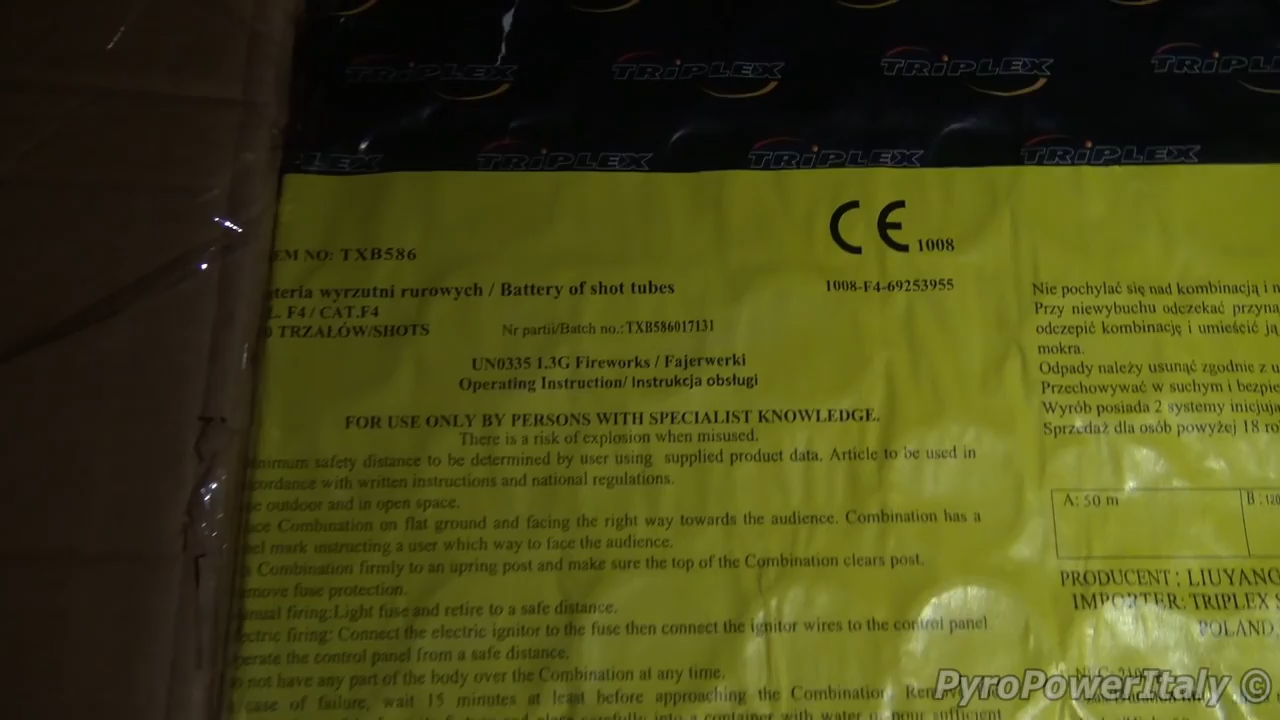 TRiPLEX TRiPLEX TRiPLEX TRiPLEX
TRiPLEX TRiPLEX TRiPLEX
CE 1008
EM NO: TXB586
1008-F4-69253955
teria wyrzutni rurowych / Battery of shot tubes
. F4 / CAT.F4
TRZAŁÓW/SHOTS
Nr partii/Batch no.: TXB586017131
UN0335 1.3G Fireworks / Fajerwerki
Operating Instruction/ Instrukcja obsługi
FOR USE ONLY BY PERSONS WITH SPECIALIST KNOWLEDGE.
There is a risk of explosion when misused.
nimum safety distance to be determined by user using supplied product data. Article to be used in
cordance with written instructions and national regulations.
e outdoor and in open space.
ce Combination on flat ground and facing the right way towards the audience. Combination has a
el mark instructing a user which way to face the audience.
Combination firmly to an upring post and make sure the top of the Combination clears post.
move fuse protection.
nual firing:Light fuse and retire to a safe distance.
ectric firing: Connect the electric ignitor to the fuse then connect the ignitor wires to the control panel
erate the control panel from a safe distance.
not have any part of the body over the Combination at any time.
case of failure, wait 15 minutes at least before approaching the Combination.
Nie pochylać się nad kombinacją i
Przy niewybuchu odczekać przyna
odczepić kombinację i umieścić ją
mokra.
Odpady należy usunąć zgodnie z u
Przechowywać w suchym i bezpie
Wyrób posiada 2 systemy inicjują
Sprzedaż dla osób powyżej 18 ro
A: 50 m B : 120
PRODUCENT : LIUYANG
IMPORTER: TRIPLEX S
POLAND
PyroPowerItaly ©